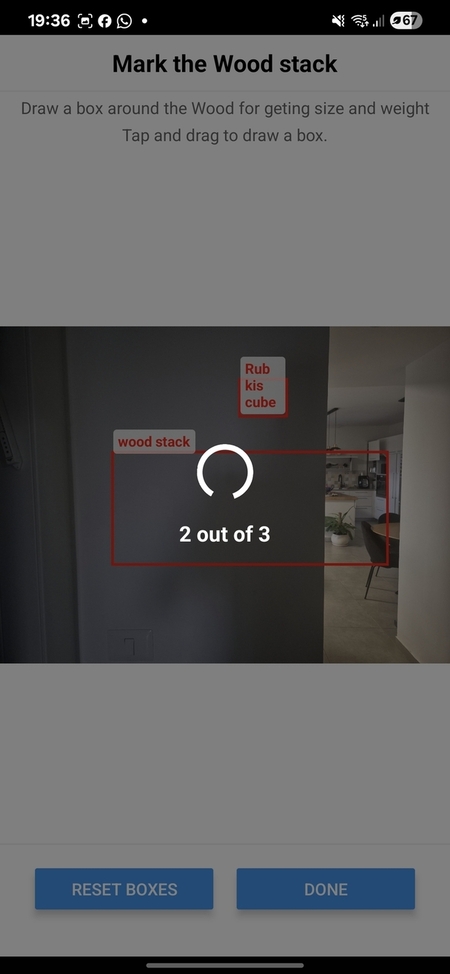 19:36
67
Mark the Wood stack
Draw a box around the Wood for geting size and weight
Tap and drag to draw a box.
Rub
kis
cube
wood stack
2 out of 3
RESET BOXES
DONE